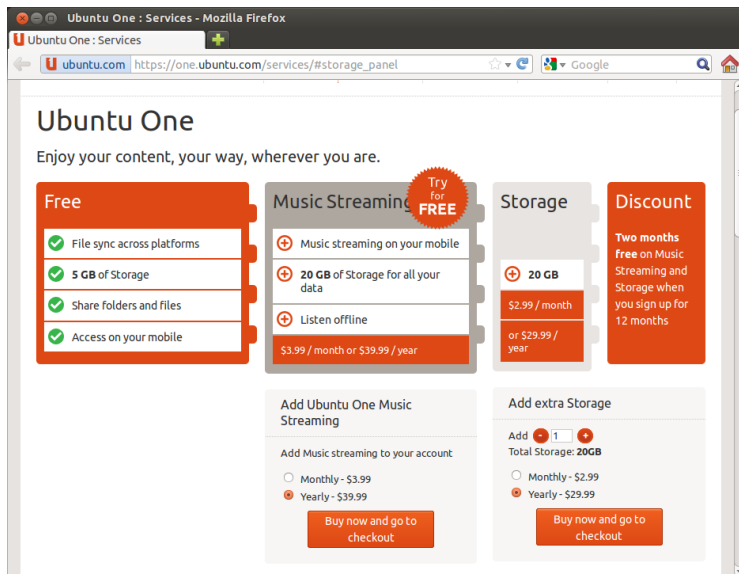 Ubuntu One : Services - Mozilla Firefox
Ubuntu One : Services
ubuntu.com https://one.ubuntu.com/services/#storage_panel
Google
Ubuntu One
Enjoy your content, your way, wherever you are.
Free
File sync across platforms
5 GB of Storage
Share folders and files
Access on your mobile
Music Streaming
Try
for
FREE
Music streaming on your mobile
20 GB of Storage for all your
data
Listen offline
$3.99 / month or $39.99 / year
Storage
20 GB
$2.99 / month
or $29.99 /
year
Discount
Two months
free on Music
Streaming and
Storage when
you sign up for
12 months
Add Ubuntu One Music
Streaming
Add Music streaming to your account
Monthly - $3.99
Yearly - $39.99
Buy now and go to
checkout
Add extra Storage
Add - 1 +
Total Storage: 20GB
Monthly - $2.99
Yearly - $29.99
Buy now and go to
checkout